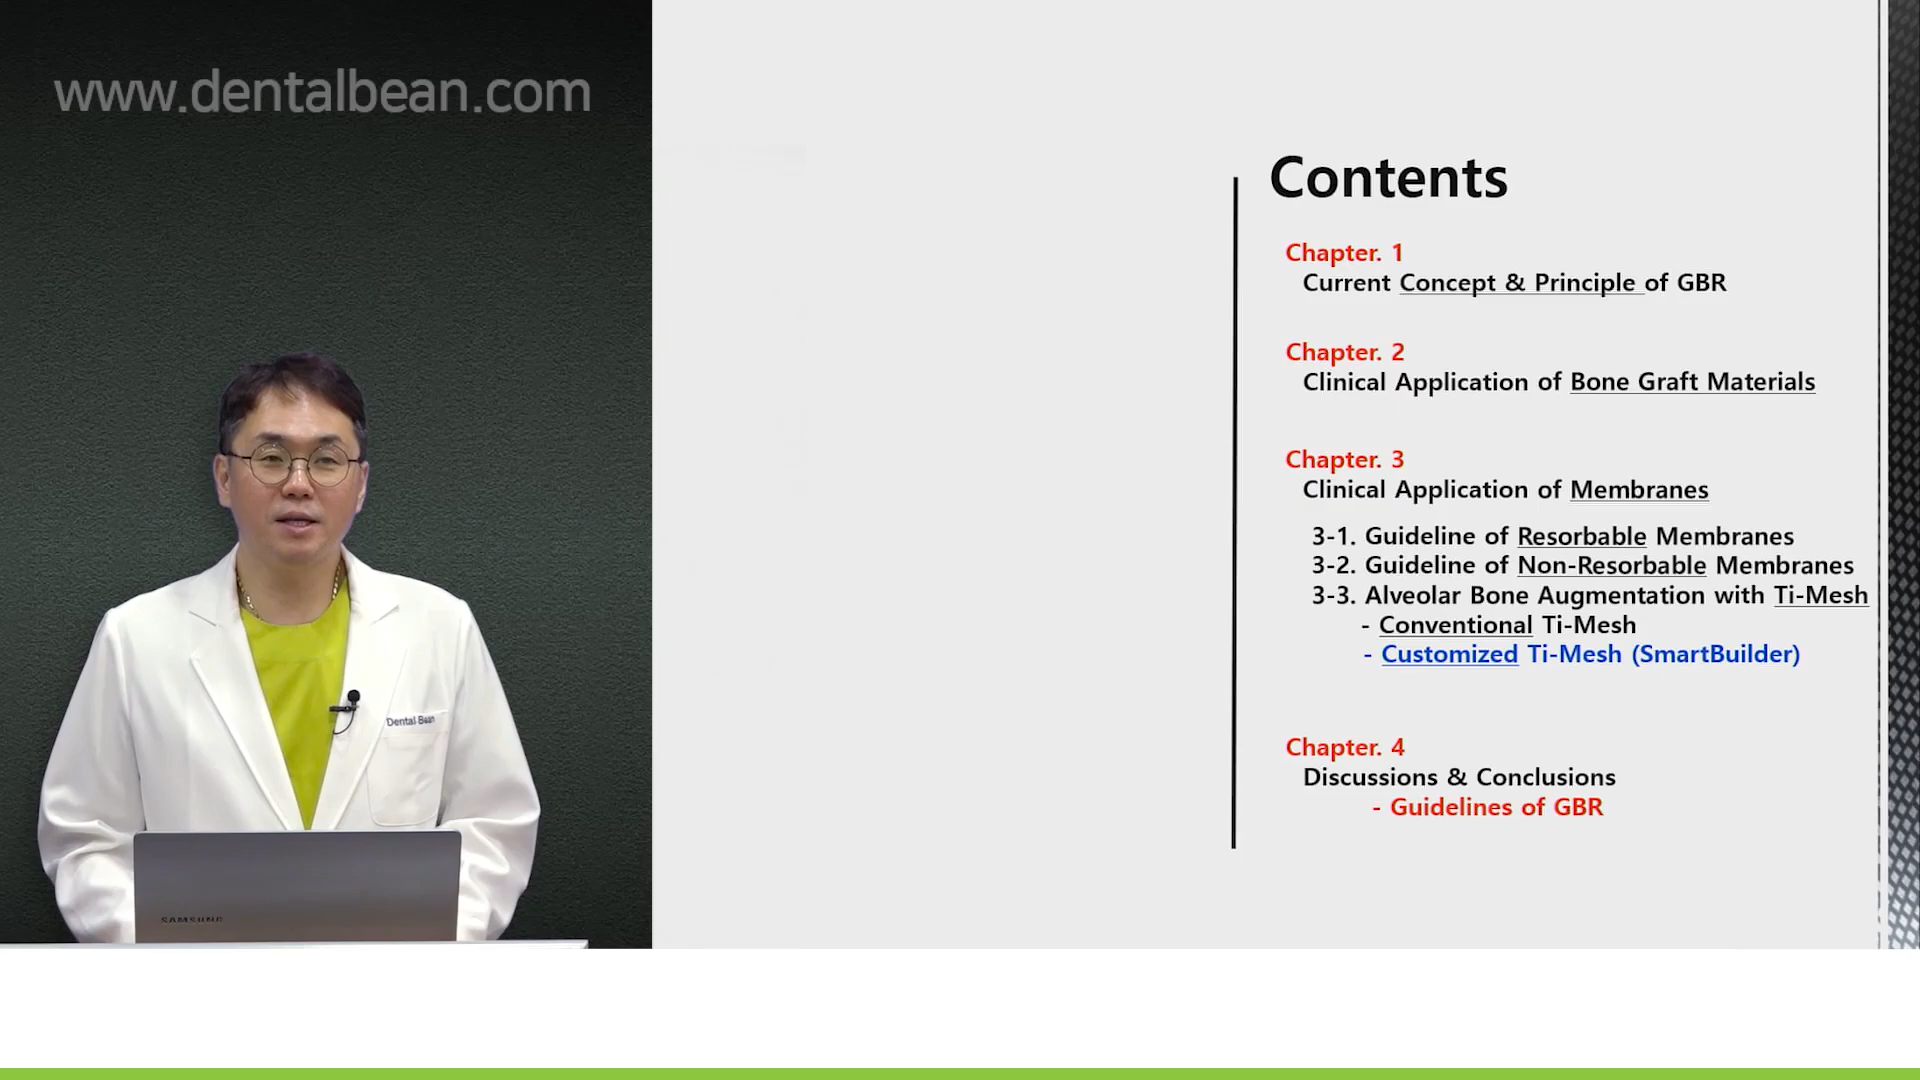 www.dentalbean.com
Dental Bean
SAMSUNG
Contents
Chapter. 1
Current Concept & Principle of GBR
Chapter. 2
Clinical Application of Bone Graft Materials
Chapter. 3
Clinical Application of Membranes
3-1. Guideline of Resorbable Membranes
3-2. Guideline of Non-Resorbable Membranes
3-3. Alveolar Bone Augmentation with Ti-Mesh
- Conventional Ti-Mesh
- Customized Ti-Mesh (SmartBuilder)
Chapter. 4
Discussions & Conclusions
- Guidelines of GBR